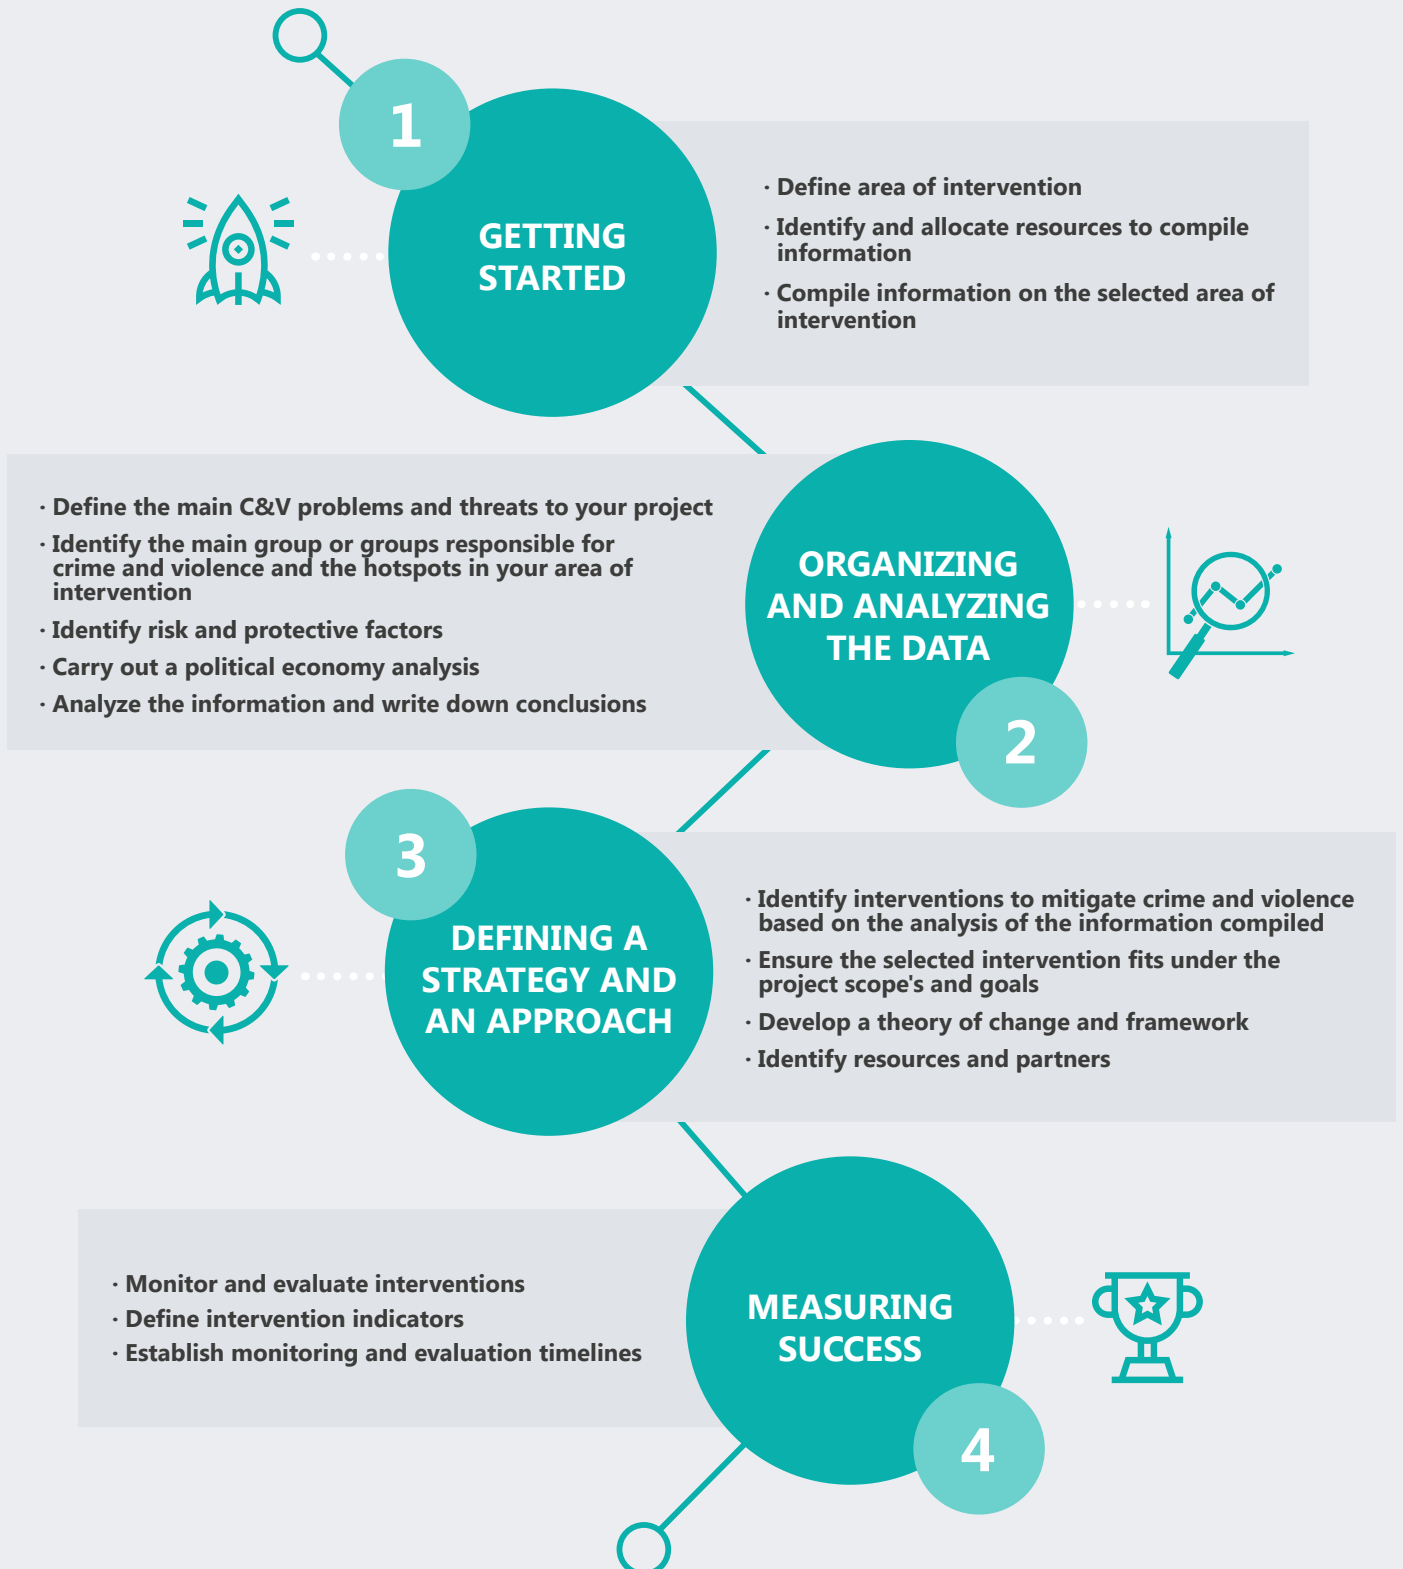 1
GETTING
STARTED
· Define area of intervention
· Identify and allocate resources to compile
information
· Compile information on the selected area of
intervention
· Define the main C&V problems and threats to your project
· Identify the main group or groups responsible for
crime and violence and the hotspots in your area of
intervention
· Identify risk and protective factors
· Carry out a political economy analysis
· Analyze the information and write down conclusions
ORGANIZING
AND ANALYZING
THE DATA
2
3
DEFINING A
STRATEGY AND
AN APPROACH
· Identify interventions to mitigate crime and violence
based on the analysis of the information compiled
· Ensure the selected intervention fits under the
project scope's and goals
· Develop a theory of change and framework
· Identify resources and partners
· Monitor and evaluate interventions
· Define intervention indicators
· Establish monitoring and evaluation timelines
MEASURING
SUCCESS
4